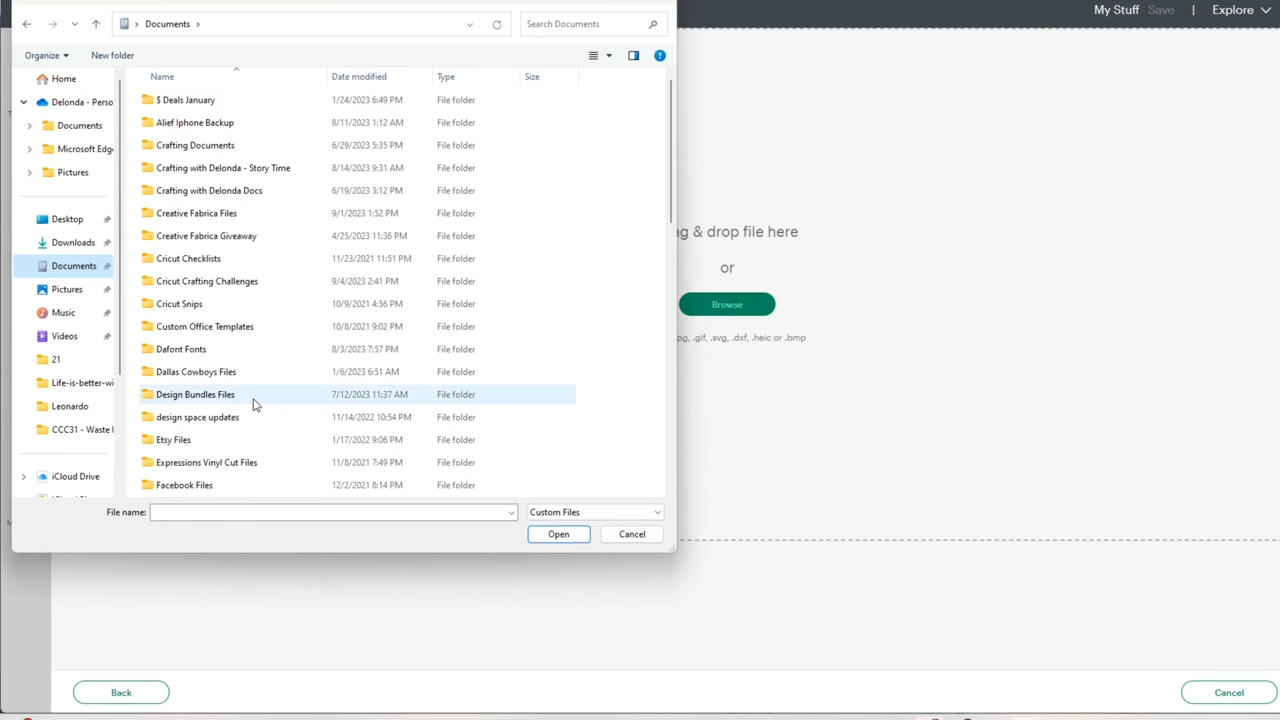 My Stuff Save | Explore
Documents
Search Documents
Organize New folder
Name Date modified Type Size
Home
Delonda - Perso
Documents
Microsoft Edge
Pictures
Desktop
Downloads
Documents
Pictures
Music
Videos
21
Life-is-better-wi
Leonardo
CCC31 - Waste
iCloud Drive
$ Deals January 1/24/2023 6:49 PM File folder
Alief Iphone Backup 8/11/2023 1:12 AM File folder
Crafting Documents 6/29/2023 5:35 PM File folder
Crafting with Delonda - Story Time 8/14/2023 9:31 AM File folder
Crafting with Delonda Docs 6/19/2023 3:12 PM File folder
Creative Fabrica Files 9/1/2023 1:52 PM File folder
Creative Fabrica Giveaway 4/25/2023 11:36 PM File folder
Cricut Checklists 11/23/2021 11:51 PM File folder
Cricut Crafting Challenges 9/4/2023 2:41 PM File folder
Cricut Snips 10/9/2021 4:56 PM File folder
Custom Office Templates 10/8/2021 9:02 PM File folder
Dafont Fonts 8/3/2023 7:57 PM File folder
Dallas Cowboys Files 1/6/2023 6:51 AM File folder
Design Bundles Files 7/12/2023 11:37 AM File folder
design space updates 11/14/2022 10:54 PM File folder
Etsy Files 1/17/2022 9:06 PM File folder
Expressions Vinyl Cut Files 11/8/2021 7:49 PM File folder
Facebook Files 12/2/2021 8:14 PM File folder
File name: Custom Files
Open Cancel
g & drop file here
or
Browse
pg, .gif, .svg, .dxf, .heic or .bmp
Back Cancel